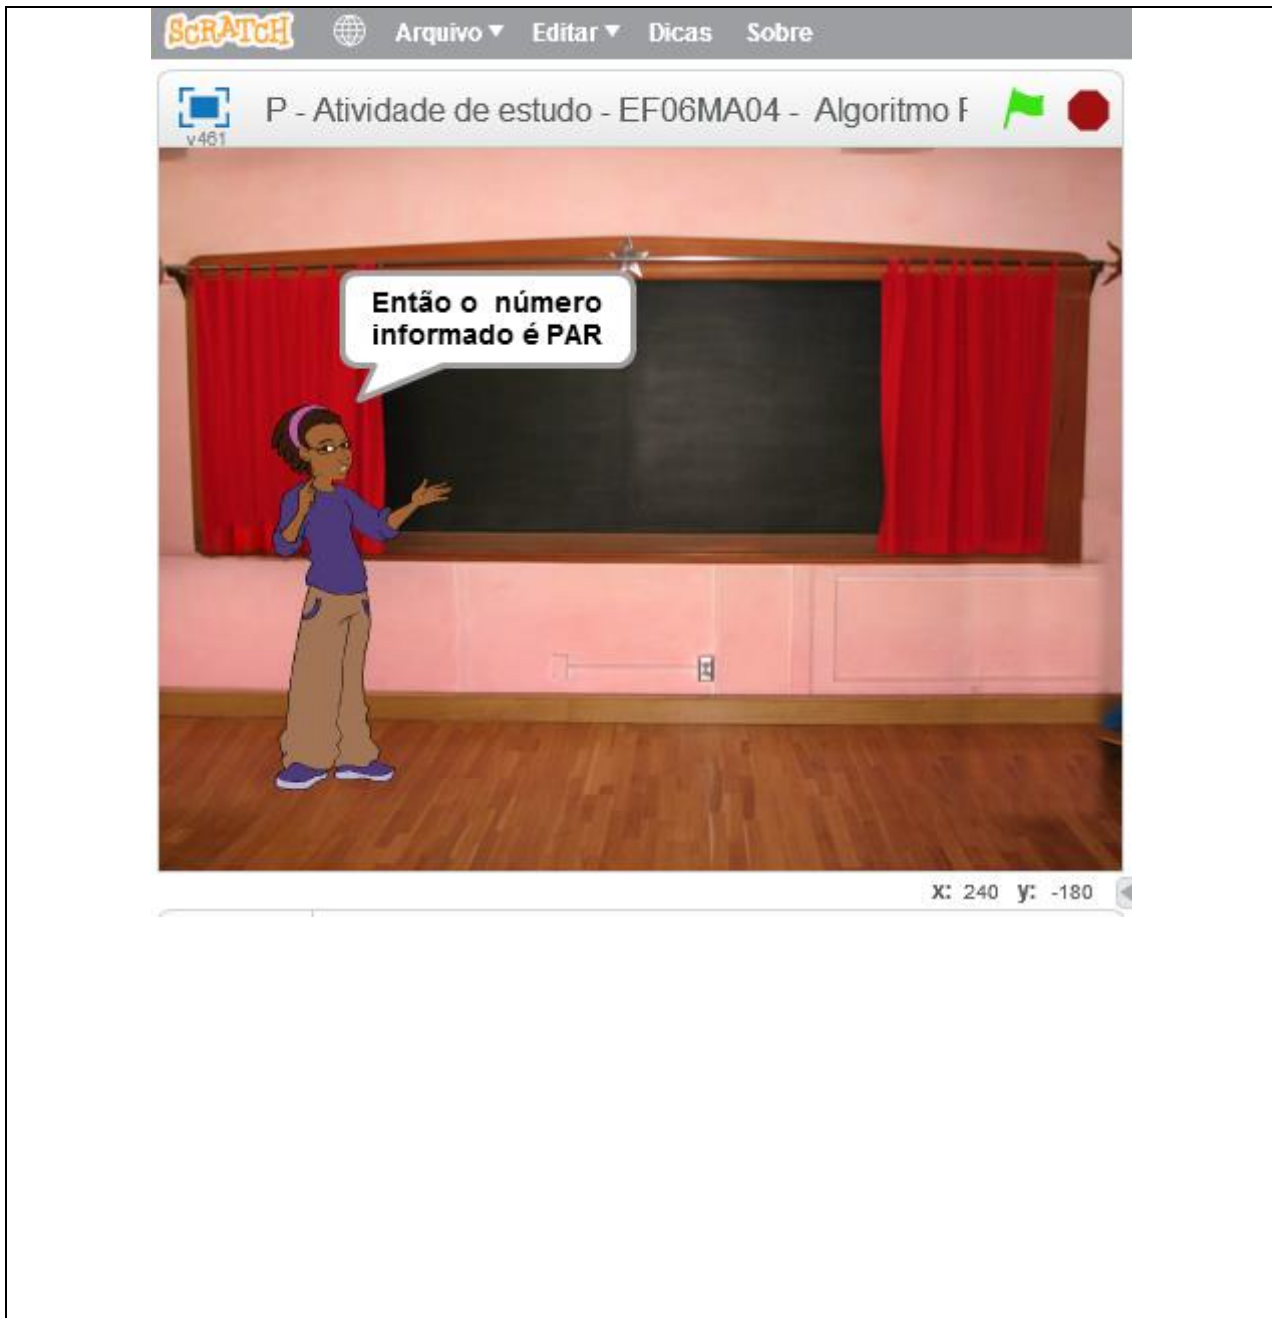 SCRATCH Arquivo Editar Dicas Sobre
P - Atividade de estudo - EF06MA04 - Algoritmo
v461
Então o número
informado é PAR
x: 240 y: -180